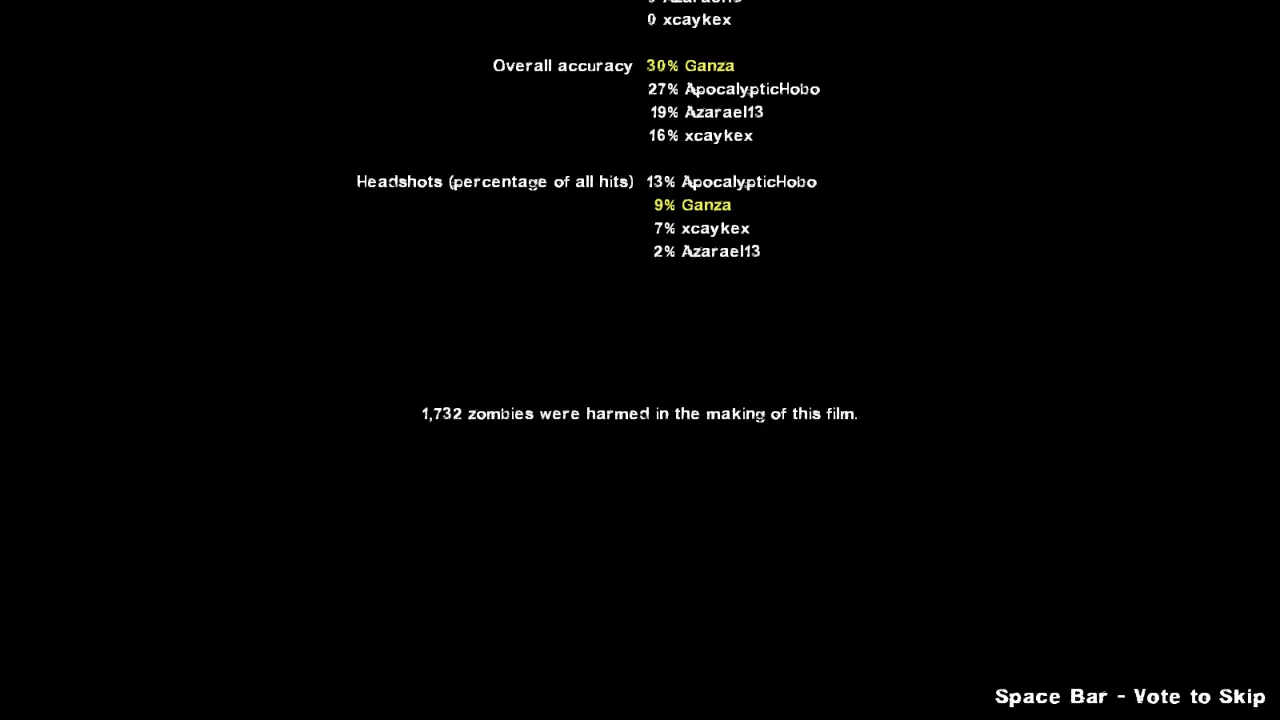 0 xcaykex
Overall accuracy 30% Ganza
27% ApocalypticHobo
19% Azarael13
16% xcaykex
Headshots (percentage of all hits) 13% ApocalypticHobo
9% Ganza
7% xcaykex
2% Azarael13
1,732 zombies were harmed in the making of this film.
Space Bar - Vote to Skip